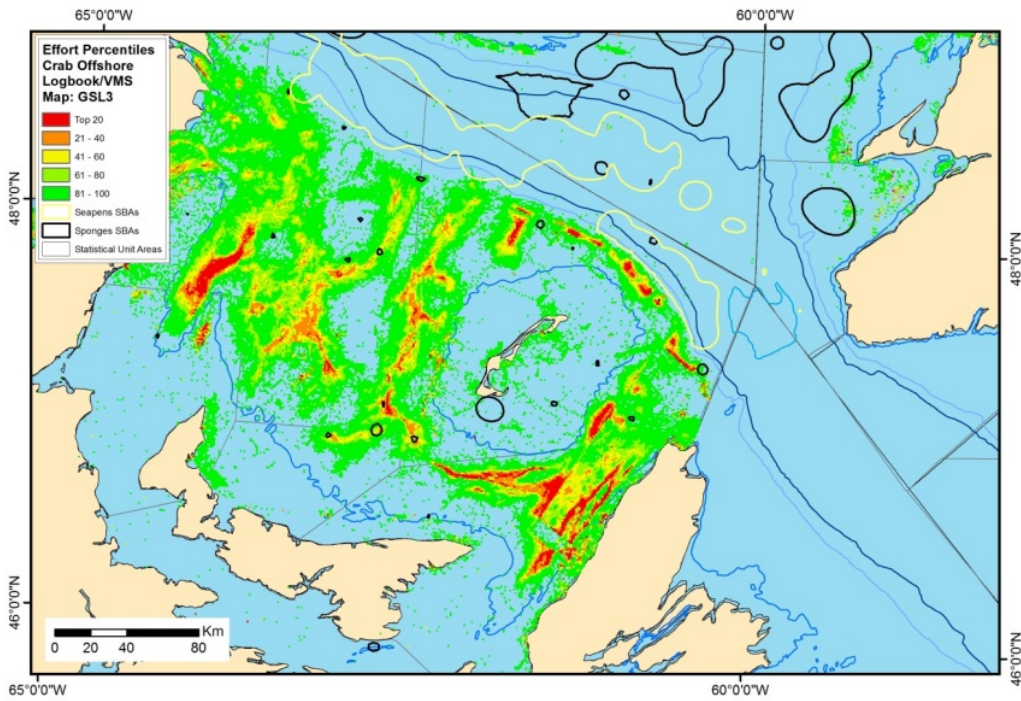 65°0'0"W
60°0'0"W
Effort Percentiles
Crab Offshore
Logbook/VMS
Map: GSL3
Top 20
21 - 40
41 - 60
61 - 80
81 - 100
Seapens SBAs
Sponges SBAs
Statistical Unit Areas
48°0'0"N
48°0'0"N
46°0'0"N
46°0'0"N
Km
0 20 40 80
65°0'0"W
60°0'0"W